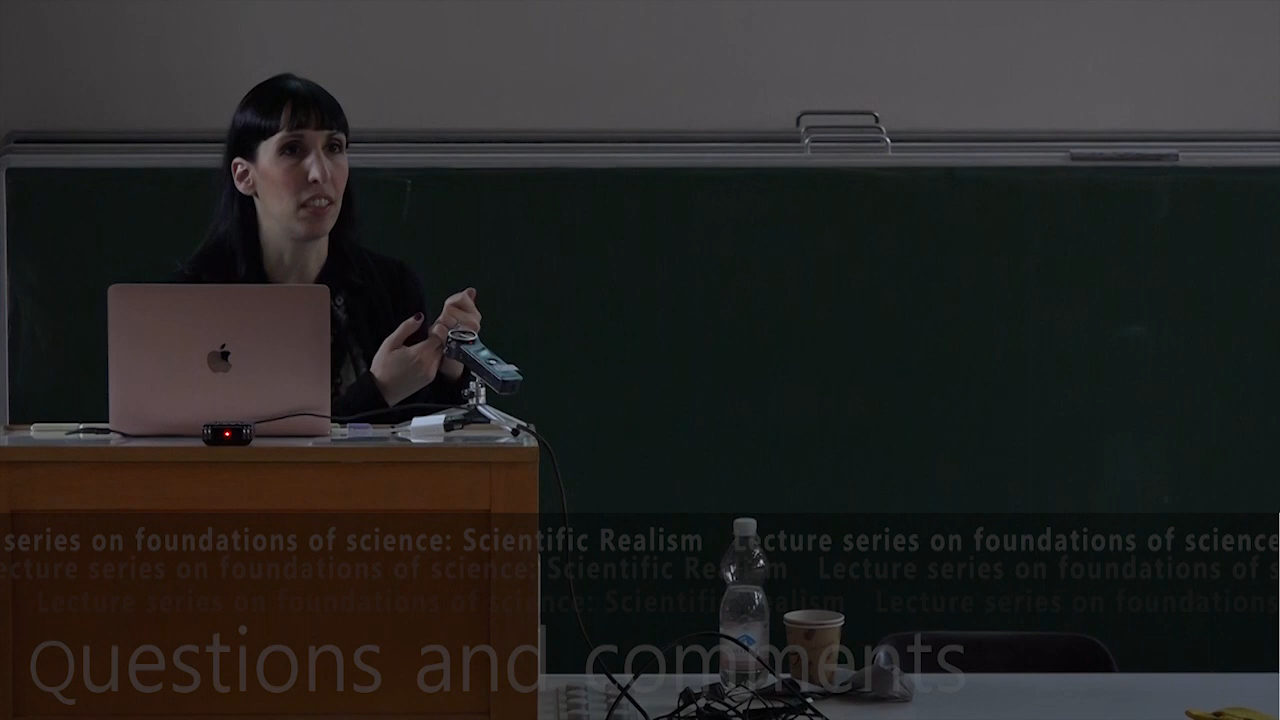 series on foundations of science: Scientific Realism Lecture series on foundations of science
ecture series on foundations of science: Scientific Realism Lecture series on foundations of s
Lecture series on foundations of science: Scientific Realism Lecture series on foundations
Questions and comments